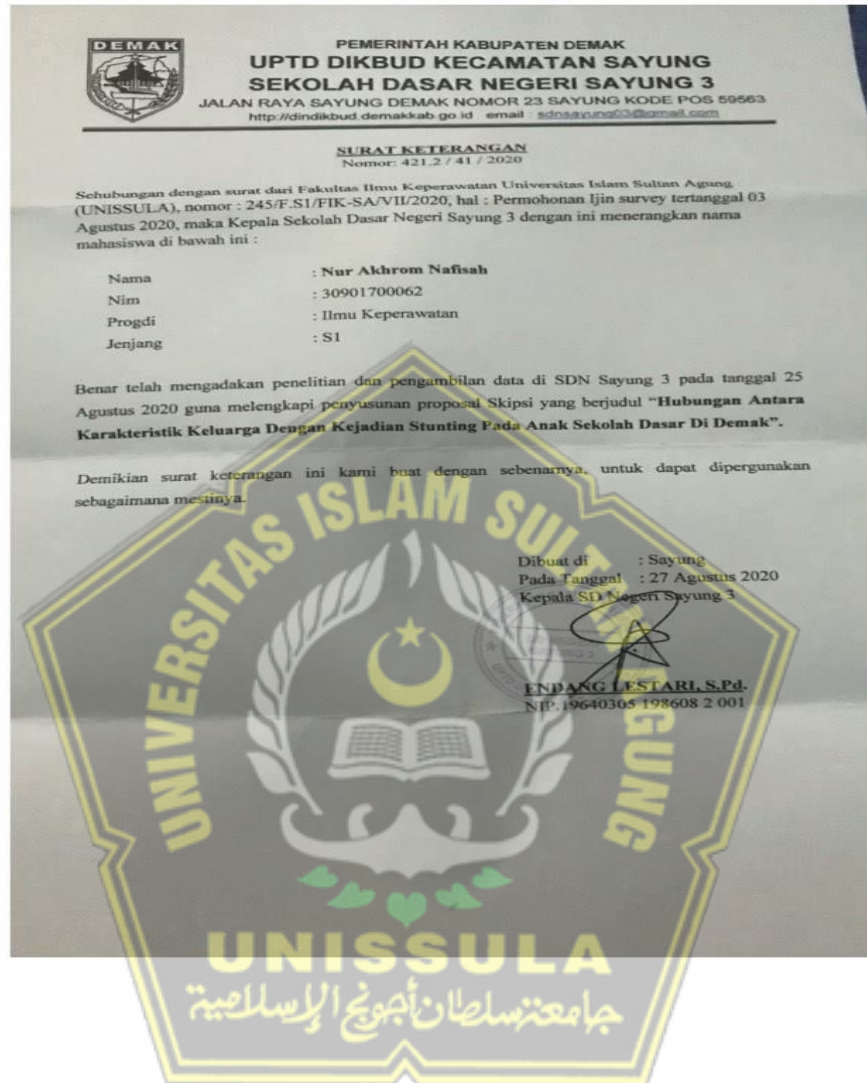 DEMAK
PEMERINTAH KABUPATEN DEMAK
UPTD DIKBUD KECAMATAN SAYUNG
SEKOLAH DASAR NEGERI SAYUNG 3
JALAN RAYA SAYUNG DEMAK NOMOR 23 SAYUNG KODE POS 59563
http://dindikbud.demakkab.go.id email : sdnsayung03@gmail.com
SURAT KETERANGAN
Nomor: 421.2 / 41 / 2020
Sehubungan dengan surat dari Fakultas Ilmu Keperawatan Universitas Islam Sultan Agung
(UNISSULA), nomor : 245/F.S1/FIK-SA/VII/2020, hal : Permohonan Ijin survey tertanggal 03
Agustus 2020, maka Kepala Sekolah Dasar Negeri Sayung 3 dengan ini menerangkan nama
mahasiswa di bawah ini :
Nama : Nur Akhrom Nafisah
Nim : 30901700062
Progdi : Ilmu Keperawatan
Jenjang : S1
Benar telah mengadakan penelitian dan pengambilan data di SDN Sayung 3 pada tanggal 25
Agustus 2020 guna melengkapi penyusunan proposal Skipsi yang berjudul “Hubungan Antara
Karakteristik Keluarga Dengan Kejadian Stunting Pada Anak Sekolah Dasar Di Demak”.
Demikian surat keterangan ini kami buat dengan sebenarnya, untuk dapat dipergunakan
sebagaimana mestinya.
Dibuat di : Sayung
Pada Tanggal : 27 Agustus 2020
Kepala SD Negeri Sayung 3
ENDANG LESTARI, S.Pd.
NIP.19640305 198608 2 001
UNIVERSITAS ISLAM SULTAN AGUNG
UNISSULA
جامعة سلطان أجونج الإسلامية